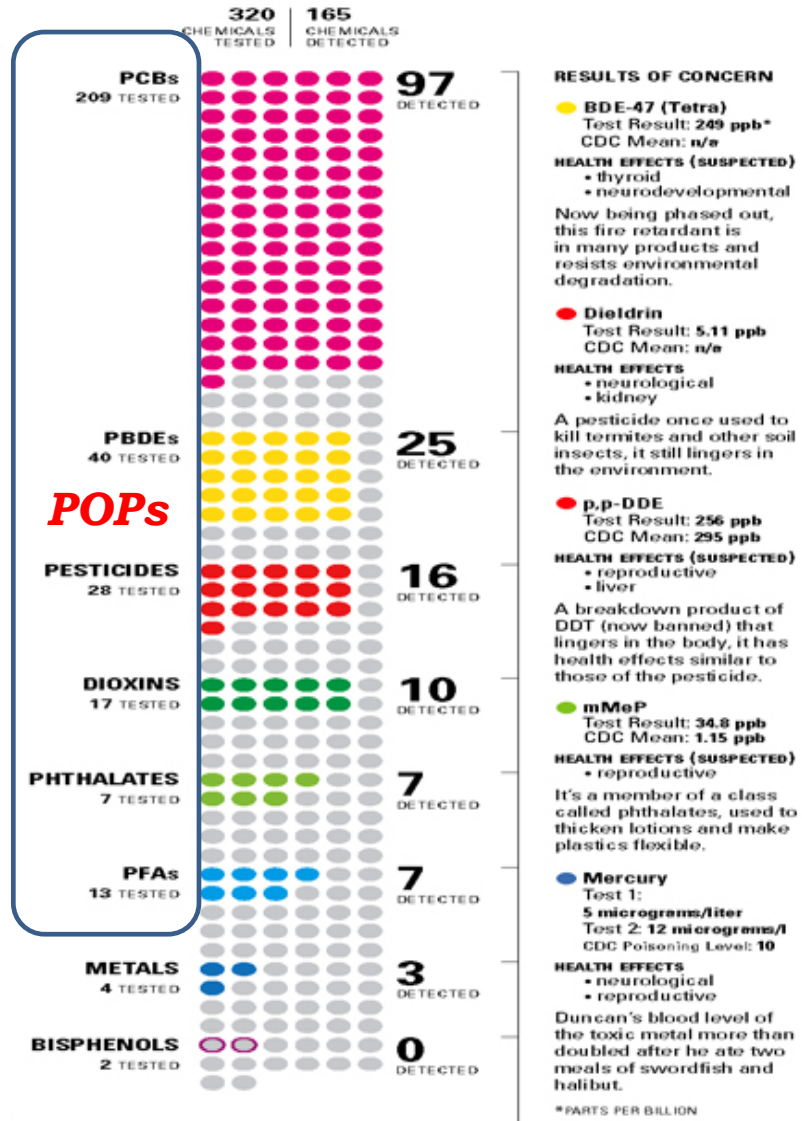 320 | 165
CHEMICALS TESTED | CHEMICALS DETECTED
PCBs
209 TESTED
97
DETECTED
PBDEs
40 TESTED
25
DETECTED
POPs
PESTICIDES
28 TESTED
16
DETECTED
DIOXINS
17 TESTED
10
DETECTED
PHTHALATES
7 TESTED
7
DETECTED
PFAs
13 TESTED
7
DETECTED
METALS
4 TESTED
3
DETECTED
BISPHENOLS
2 TESTED
0
DETECTED
RESULTS OF CONCERN
BDE-47 (Tetra)
Test Result: 249 ppb*
CDC Mean: n/a
HEALTH EFFECTS (SUSPECTED)
• thyroid
• neurodevelopmental
Now being phased out,
this fire retardant is
in many products and
resists environmental
degradation.
Dieldrin
Test Result: 5.11 ppb
CDC Mean: n/a
HEALTH EFFECTS
• neurological
• kidney
A pesticide once used to
kill termites and other soil
insects, it still lingers in
the environment.
p,p-DDE
Test Result: 256 ppb
CDC Mean: 295 ppb
HEALTH EFFECTS (SUSPECTED)
• reproductive
• liver
A breakdown product of
DDT (now banned) that
lingers in the body, it has
health effects similar to
those of the pesticide.
mMeP
Test Result: 34.8 ppb
CDC Mean: 1.15 ppb
HEALTH EFFECTS (SUSPECTED)
• reproductive
It's a member of a class
called phthalates, used to
thicken lotions and make
plastics flexible.
Mercury
Test 1:
5 micrograms/liter
Test 2: 12 micrograms/l
CDC Poisoning Level: 10
HEALTH EFFECTS
• neurological
• reproductive
Duncan's blood level of
the toxic metal more than
doubled after he ate two
meals of swordfish and
halibut.
*PARTS PER BILLION